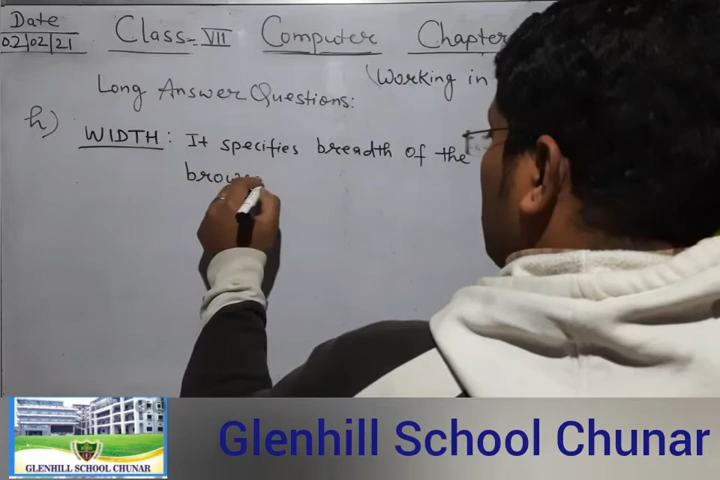 Date
02/02/21
Class-VII Computer Chapter
(Working in
Long Answer Questions:
h) WIDTH: It specifies breadth of the
brow
GLENHILL SCHOOL CHUNAR
Glenhill School Chunar